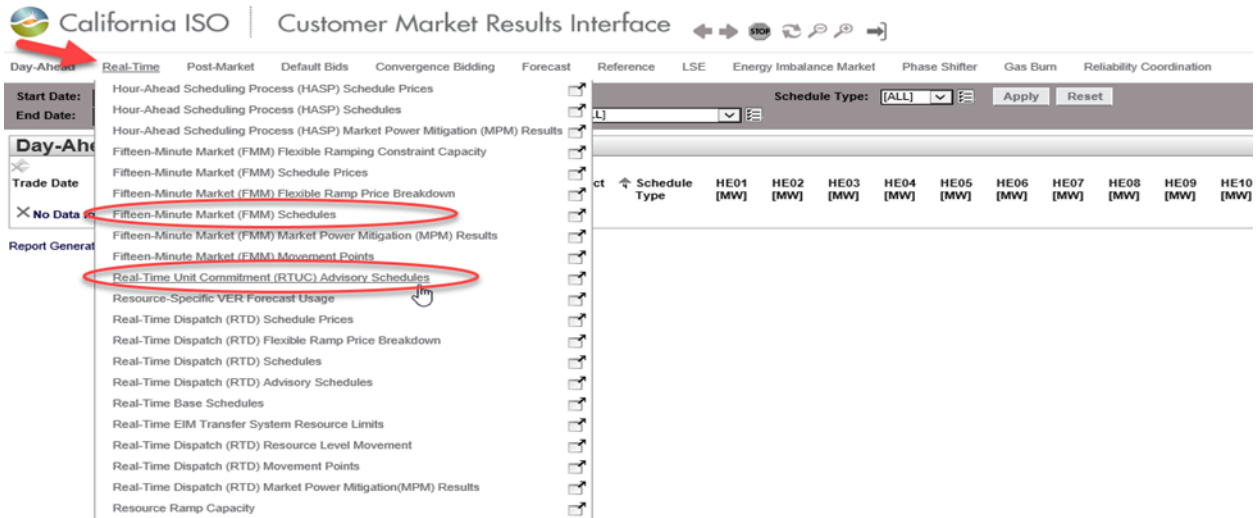 California ISO Customer Market Results Interface STOP
Day-Ahead Real-Time Post-Market Default Bids Convergence Bidding Forecast Reference LSE Energy Imbalance Market Phase Shifter Gas Burn Reliability Coordination
Start Date: Schedule Type: [ALL] Apply Reset
End Date:
Hour-Ahead Scheduling Process (HASP) Schedule Prices
Hour-Ahead Scheduling Process (HASP) Schedules
Hour-Ahead Scheduling Process (HASP) Market Power Mitigation (MPM) Results
Fifteen-Minute Market (FMM) Flexible Ramping Constraint Capacity
Fifteen-Minute Market (FMM) Schedule Prices
Fifteen-Minute Market (FMM) Flexible Ramp Price Breakdown
Fifteen-Minute Market (FMM) Schedules
Fifteen-Minute Market (FMM) Market Power Mitigation (MPM) Results
Fifteen-Minute Market (FMM) Movement Points
Real-Time Unit Commitment (RTUC) Advisory Schedules
Resource-Specific VER Forecast Usage
Real-Time Dispatch (RTD) Schedule Prices
Real-Time Dispatch (RTD) Flexible Ramp Price Breakdown
Real-Time Dispatch (RTD) Schedules
Real-Time Dispatch (RTD) Advisory Schedules
Real-Time Base Schedules
Real-Time EIM Transfer System Resource Limits
Real-Time Dispatch (RTD) Resource Level Movement
Real-Time Dispatch (RTD) Movement Points
Real-Time Dispatch (RTD) Market Power Mitigation(MPM) Results
Resource Ramp Capacity
Day-Ahe
Trade Date
No Data
Report Generat
ct Schedule Type HE01 HE02 HE03 HE04 HE05 HE06 HE07 HE08 HE09 HE10
[MW] [MW] [MW] [MW] [MW] [MW] [MW] [MW] [MW] [MW]